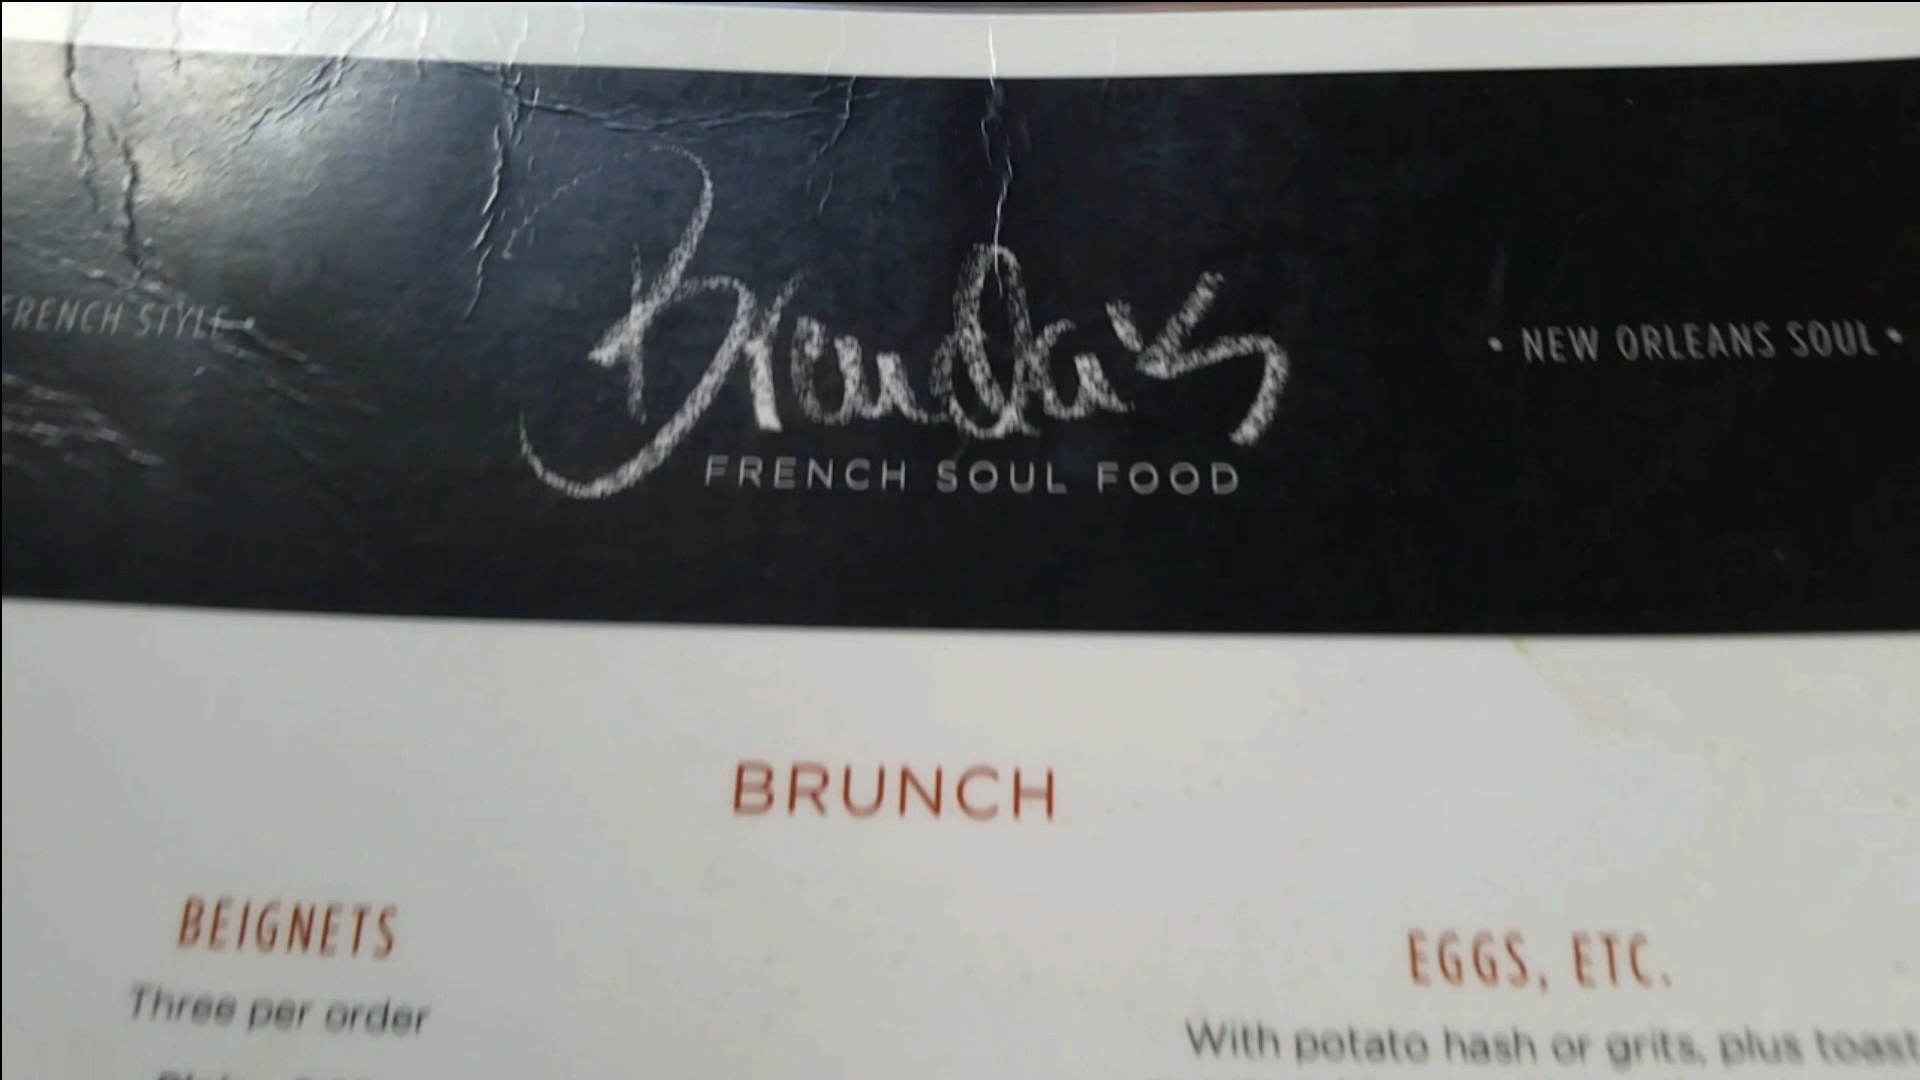 FRENCH STYLE •
Brenda's
• NEW ORLEANS SOUL •
FRENCH SOUL FOOD
BRUNCH
BEIGNETS
EGGS, ETC.
Three per order
With potato hash or grits, plus toast